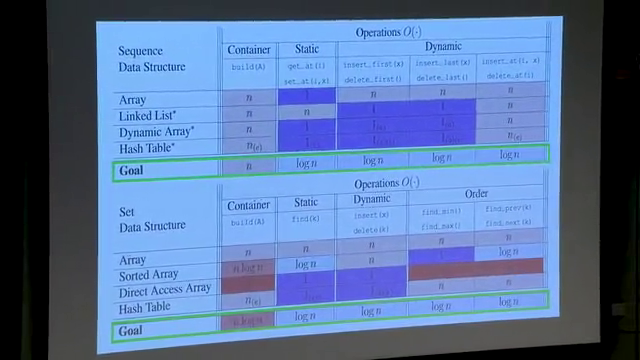 Operations O(·)
Sequence Data Structure
Container Static Dynamic
build(A) get_at(i) insert_first(x) insert_last(x) insert_at(i, x)
set_at(i,x) delete_first() delete_last() delete_at(i)
Array n 1 n n n
Linked List* n n 1 1 n
Dynamic Array* n 1 n
Hash Table* n(e) n(e)
Goal n log n log n log n log n
Operations O(·)
Set Data Structure
Container Static Dynamic Order
build(A) find(k) insert(x) find_min() find_prev(k)
delete(k) find_max() find_next(k)
Array n n n n n
Sorted Array n log n log n n 1 log n
Direct Access Array 1 1
Hash Table n(e) n n
Goal n log n log n log n log n log n